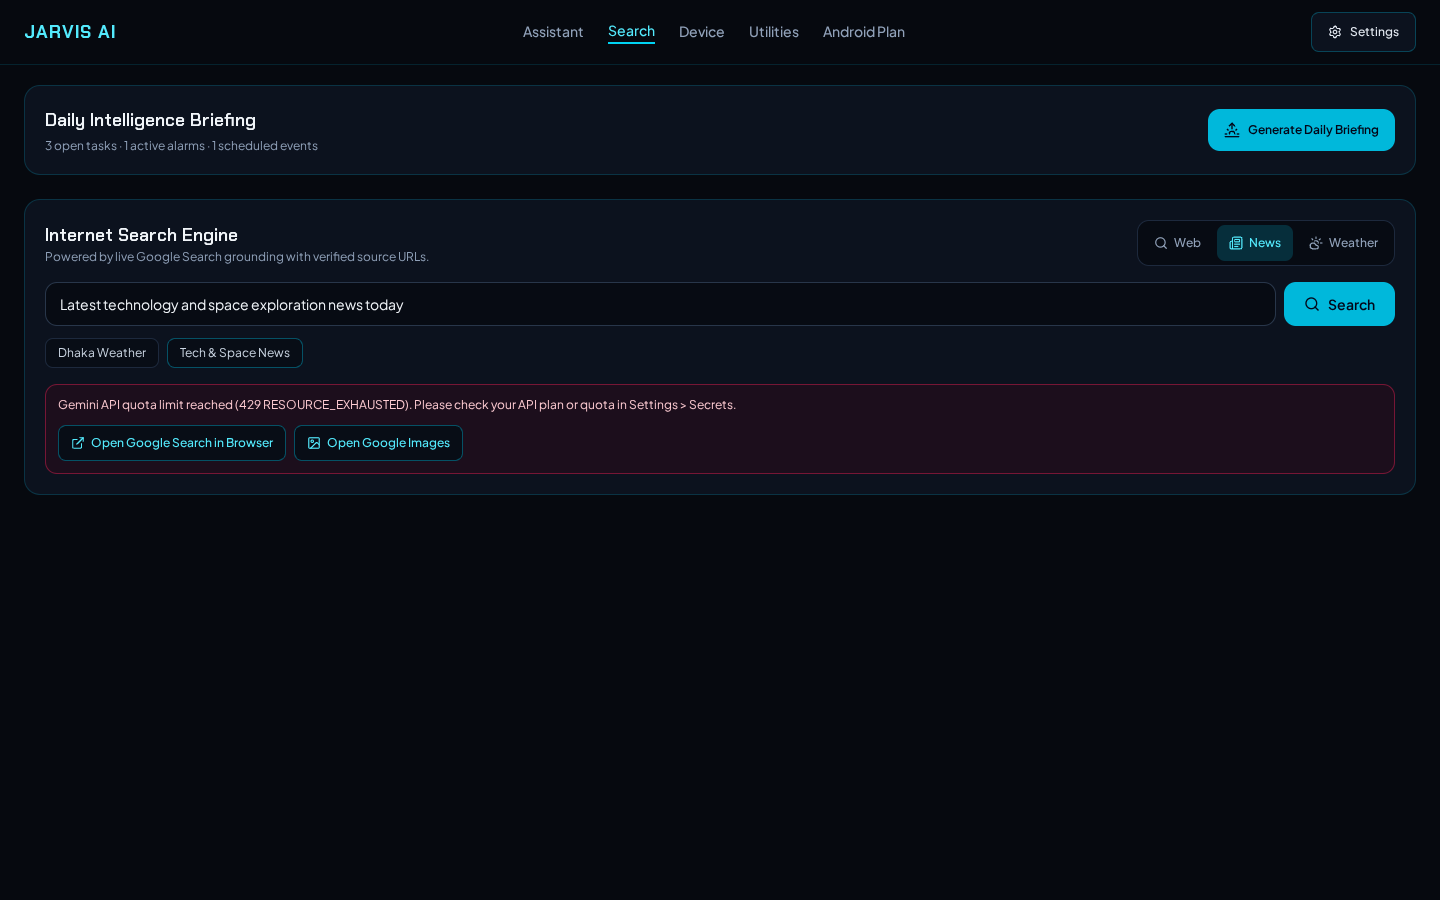 JARVIS AI
Assistant
Search
Device
Utilities
Android Plan
Settings
Daily Intelligence Briefing
3 open tasks · 1 active alarms · 1 scheduled events
Generate Daily Briefing
Internet Search Engine
Powered by live Google Search grounding with verified source URLs.
Web
News
Weather
Latest technology and space exploration news today
Search
Dhaka Weather
Tech & Space News
Gemini API quota limit reached (429 RESOURCE_EXHAUSTED). Please check your API plan or quota in Settings > Secrets.
Open Google Search in Browser
Open Google Images